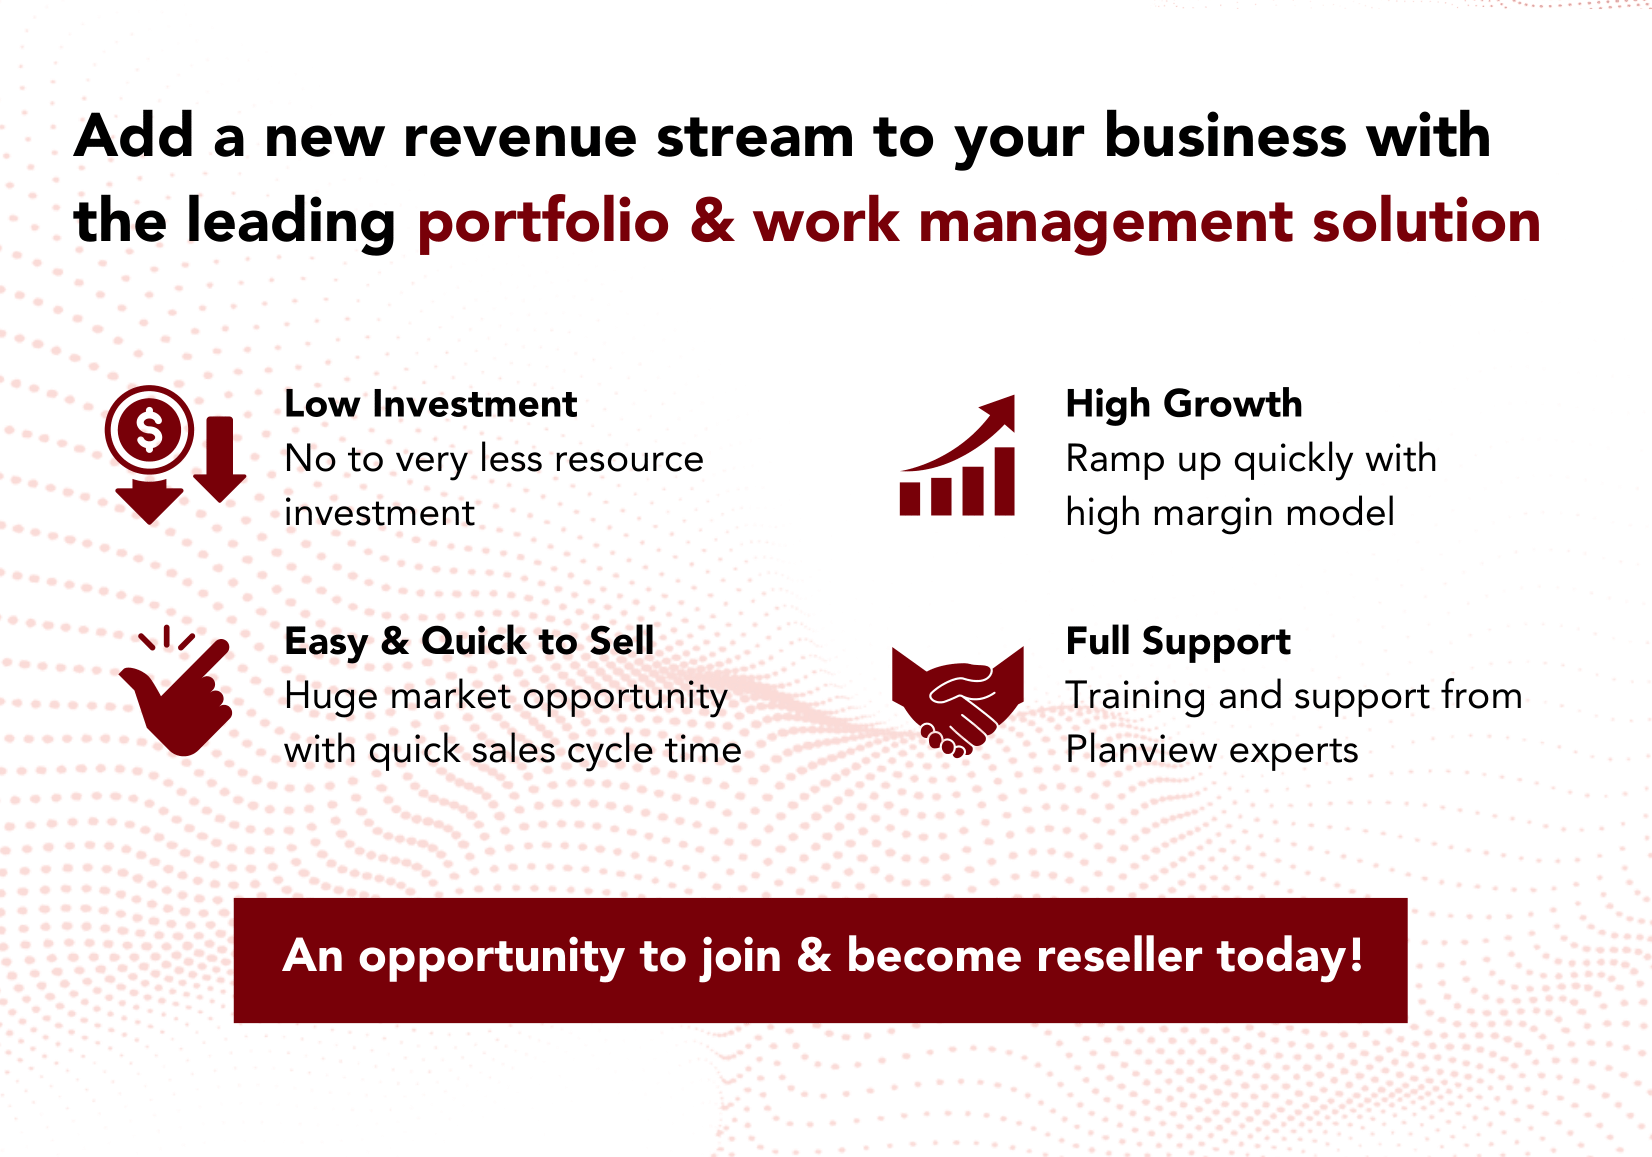 Add a new revenue stream to your business with
the leading portfolio & work management solution
Low Investment
No to very less resource
investment
High Growth
Ramp up quickly with
high margin model
Easy & Quick to Sell
Huge market opportunity
with quick sales cycle time
Full Support
Training and support from
Planview experts
An opportunity to join & become reseller today!